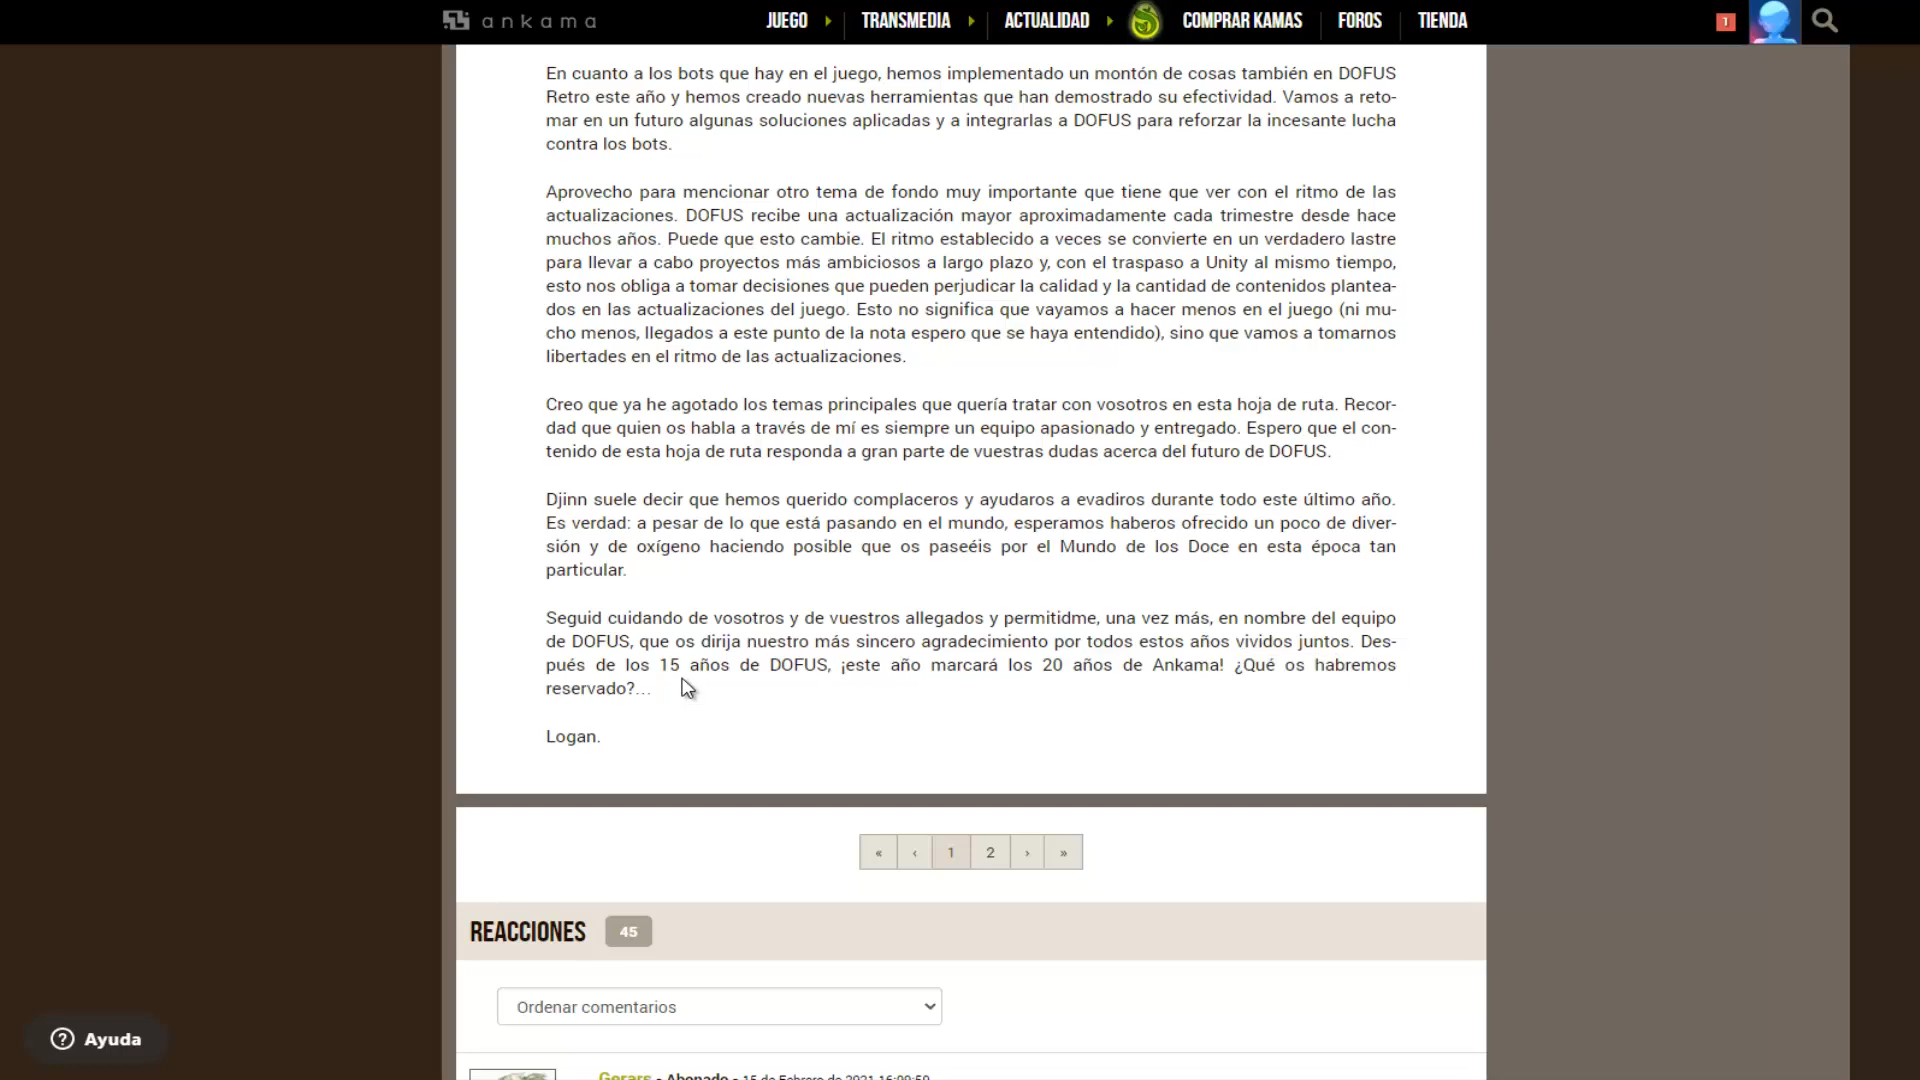 ankama
JUEGO TRANSMEDIA ACTUALIDAD COMPRAR KAMAS FOROS TIENDA 1
En cuanto a los bots que hay en el juego, hemos implementado un montón de cosas también en DOFUS
Retro este año y hemos creado nuevas herramientas que han demostrado su efectividad. Vamos a reto-
mar en un futuro algunas soluciones aplicadas y a integrarlas a DOFUS para reforzar la incesante lucha
contra los bots.
Aprovecho para mencionar otro tema de fondo muy importante que tiene que ver con el ritmo de las
actualizaciones. DOFUS recibe una actualización mayor aproximadamente cada trimestre desde hace
muchos años. Puede que esto cambie. El ritmo establecido a veces se convierte en un verdadero lastre
para llevar a cabo proyectos más ambiciosos a largo plazo y, con el traspaso a Unity al mismo tiempo,
esto nos obliga a tomar decisiones que pueden perjudicar la calidad y la cantidad de contenidos plantea-
dos en las actualizaciones del juego. Esto no significa que vayamos a hacer menos en el juego (ni mu-
cho menos, llegados a este punto de la nota espero que se haya entendido), sino que vamos a tomarnos
libertades en el ritmo de las actualizaciones.
Creo que ya he agotado los temas principales que quería tratar con vosotros en esta hoja de ruta. Recor-
dad que quien os habla a través de mí es siempre un equipo apasionado y entregado. Espero que el con-
tenido de esta hoja de ruta responda a gran parte de vuestras dudas acerca del futuro de DOFUS.
Djinn suele decir que hemos querido complaceros y ayudaros a evadiros durante todo este último año.
Es verdad: a pesar de lo que está pasando en el mundo, esperamos haberos ofrecido un poco de diver-
sión y de oxígeno haciendo posible que os paseéis por el Mundo de los Doce en esta época tan
particular.
Seguid cuidando de vosotros y de vuestros allegados y permitidme, una vez más, en nombre del equipo
de DOFUS, que os dirija nuestro más sincero agradecimiento por todos estos años vividos juntos. Des-
pués de los 15 años de DOFUS, ¡este año marcará los 20 años de Ankama! ¿Qué os habremos
reservado?...
Logan.
« ‹ 1 2 › »
REACCIONES 45
Ordenar comentarios
Ayuda
Gerars - Abonado - 15 de Febrero de 2021 16:09:59